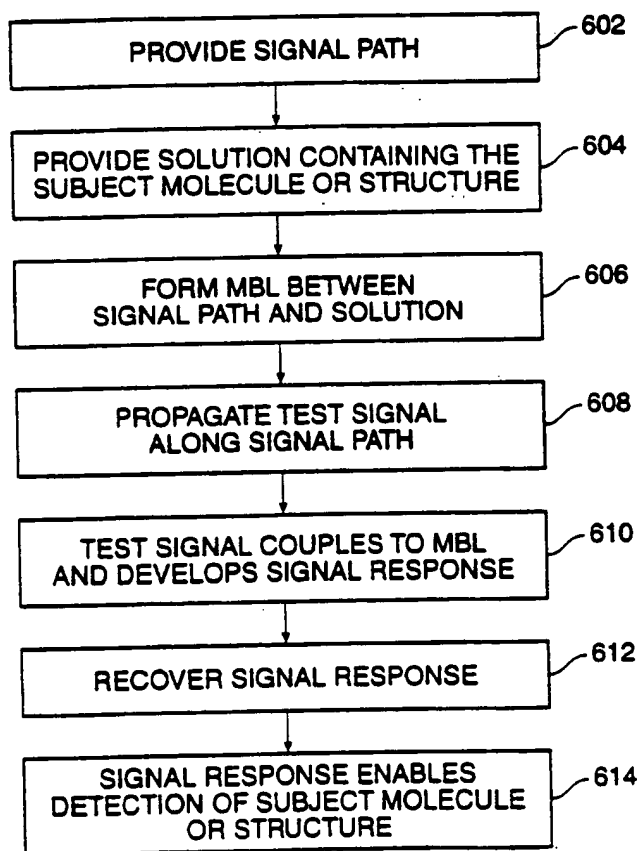 PROVIDE SIGNAL PATH
602
PROVIDE SOLUTION CONTAINING THE
SUBJECT MOLECULE OR STRUCTURE
604
FORM MBL BETWEEN
SIGNAL PATH AND SOLUTION
606
PROPAGATE TEST SIGNAL
ALONG SIGNAL PATH
608
TEST SIGNAL COUPLES TO MBL
AND DEVELOPS SIGNAL RESPONSE
610
RECOVER SIGNAL RESPONSE
612
SIGNAL RESPONSE ENABLES
DETECTION OF SUBJECT MOLECULE
OR STRUCTURE
614